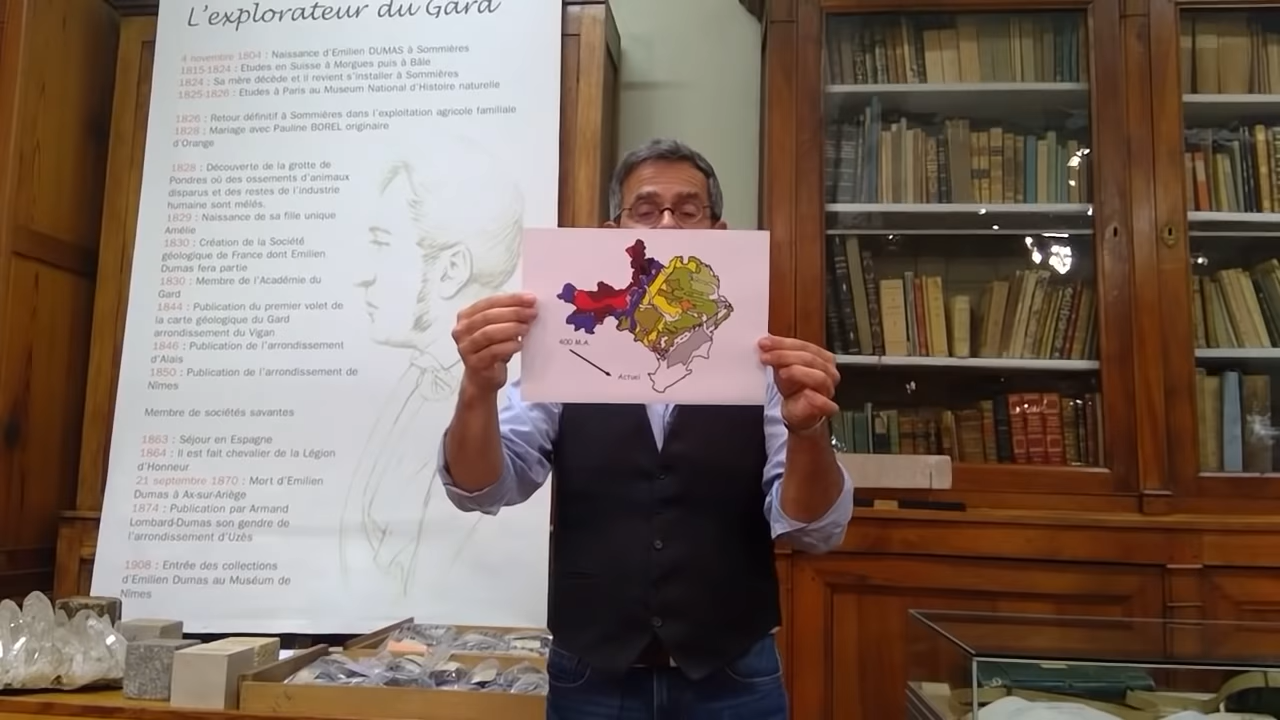 L'explorateur du Gard
4 novembre 1804 : Naissance d'Emilien DUMAS à Sommières
1815-1824 : Etudes en Suisse à Morgues puis à Bâle
1824 : Sa mère décède et il revient s'installer à Sommières
1825-1826 : Etudes à Paris au Museum National d'Histoire naturelle
1826 : Retour définitif à Sommières dans l'exploitation agricole familiale
1828 : Mariage avec Pauline BOREL originaire
d'Orange
1828 : Découverte de la grotte de
Pondres où des ossements d'animaux
disparus et des restes de l'industrie
humaine sont mêlés.
1829 : Naissance de sa fille unique
Amélie
1830 : Création de la Société
géologique de France dont Emilien
Dumas fera partie
1830 : Membre de l'Académie du
Gard
1844 : Publication du premier volet de
la carte géologique du Gard
arrondissement du Vigan
1846 : Publication de l'arrondissement
d'Alais
1850 : Publication de l'arrondissement de
Nîmes
Membre de sociétés savantes
1863 : Séjour en Espagne
1864 : Il est fait chevalier de la Légion
d'Honneur
21 septembre 1870 : Mort d'Emilien
Dumas à Ax-sur-Ariège
1874 : Publication par Armand
Lombard-Dumas son gendre de
l'arrondissement d'Uzès
1908 : Entrée des collections
d'Emilien Dumas au Muséum de
Nîmes
400 M.A.
Actuel